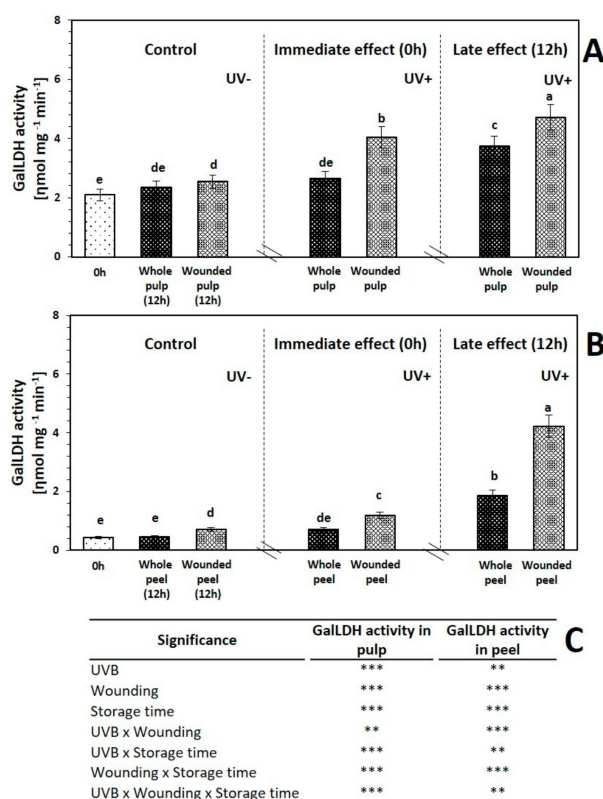 8
6
4
2
0
GalLDH activity
[nmol mg⁻¹ min⁻¹]
Control
Immediate effect (0h)
Late effect (12h)
A
UV-
UV+
UV+
e
de
d
de
b
c
a
0h
Whole pulp (12h)
Wounded pulp (12h)
Whole pulp
Wounded pulp
Whole pulp
Wounded pulp
8
6
4
2
0
GalLDH activity
[nmol mg⁻¹ min⁻¹]
Control
Immediate effect (0h)
Late effect (12h)
B
UV-
UV+
UV+
e
e
d
de
c
b
a
0h
Whole peel (12h)
Wounded peel (12h)
Whole peel
Wounded peel
Whole peel
Wounded peel
C
Significance GalLDH activity in pulp GalLDH activity in peel
UVB *** **
Wounding *** ***
Storage time *** ***
UVB x Wounding ** ***
UVB x Storage time *** **
Wounding x Storage time *** ***
UVB x Wounding x Storage time *** **